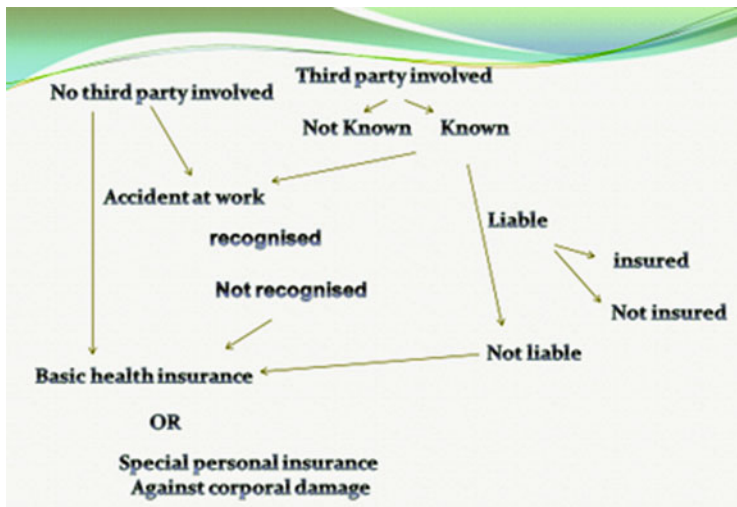 Third party involved
No third party involved
Not Known
Known
Accident at work
Liable
recognised
insured
Not recognised
Not insured
Not liable
Basic health insurance
OR
Special personal insurance
Against corporal damage